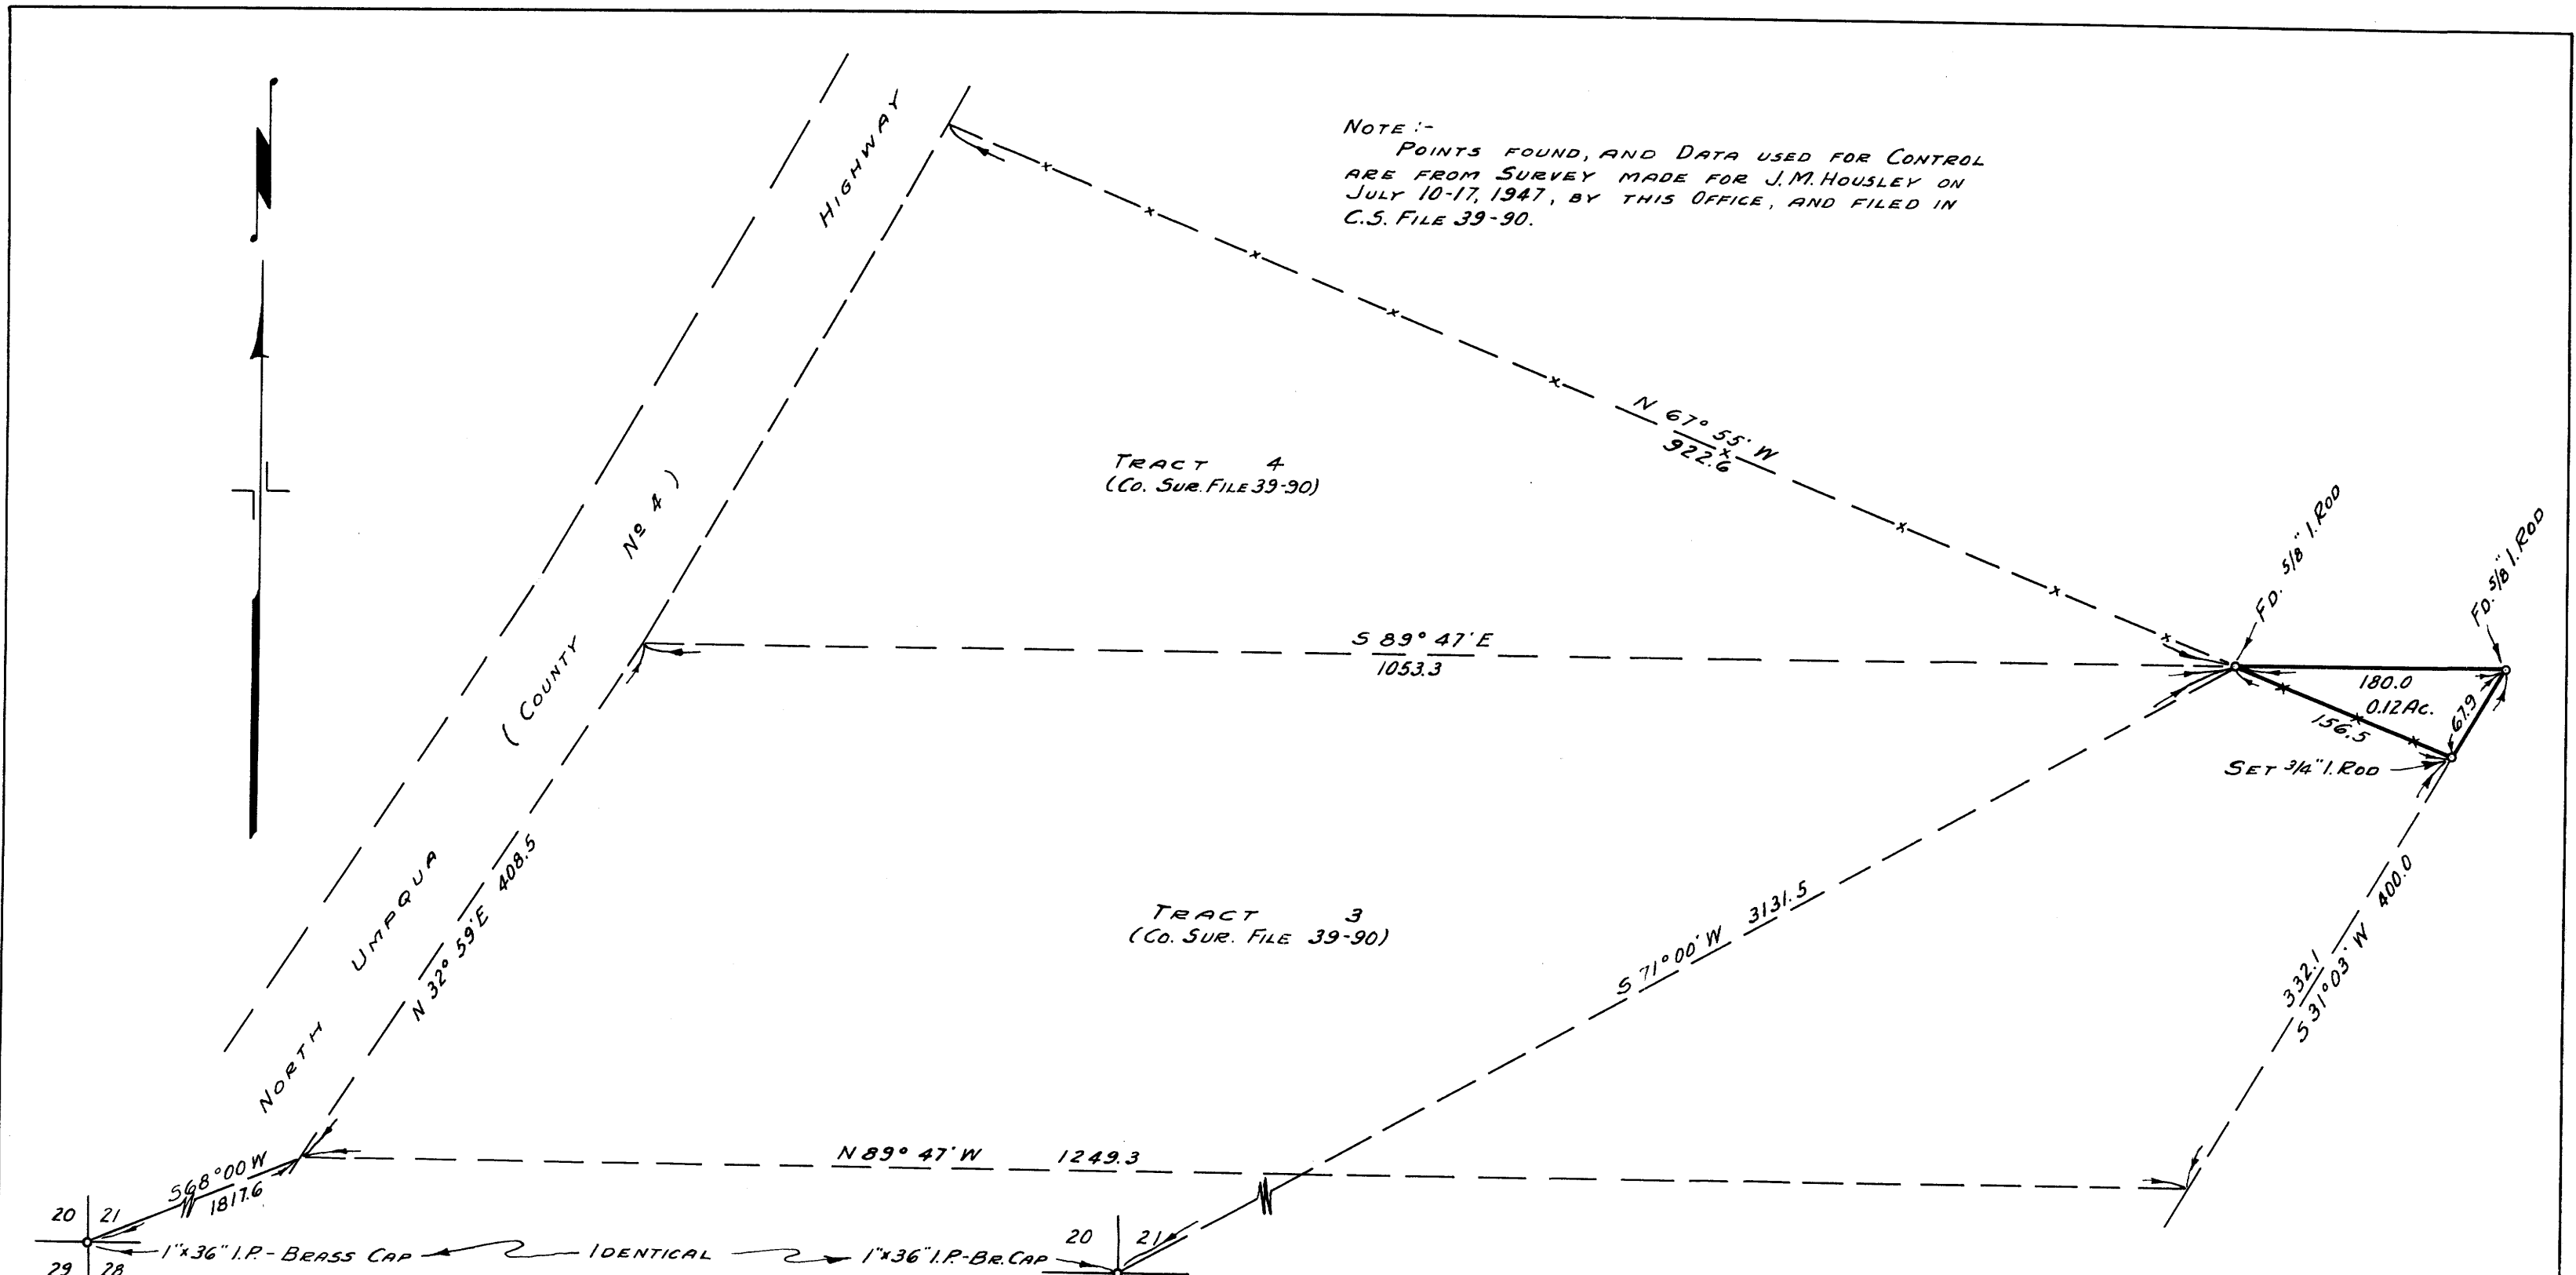 N
HIGHWAY
NOTE :-
POINTS FOUND, AND DATA USED FOR CONTROL
ARE FROM SURVEY MADE FOR J. M. HOUSLEY ON
JULY 10-17, 1947, BY THIS OFFICE, AND FILED IN
C.S. FILE 39-90.
N 67° 55' W
922.6
TRACT 4
(CO. SUR. FILE 39-90)
Nº 4 )
FD. 5/8" I. ROD
FD. 5/8" I. ROD
( COUNTY
S 89° 47' E
1053.3
180.0
0.12 AC.
156.5
67.9
SET 3/4" I. ROD
N 32° 59' E 408.5
UMPQUA
NORTH
TRACT 3
(CO. SUR. FILE 39-90)
S 71° 00' W 3131.5
332.1 400.0
S 31° 03' W
N 89° 47' W 1249.3
S 68° 00 W
1817.6
20 21
29 28
1" x 36" I.P. - BRASS CAP
IDENTICAL
1" x 36" I.P. - BR. CAP
20 21